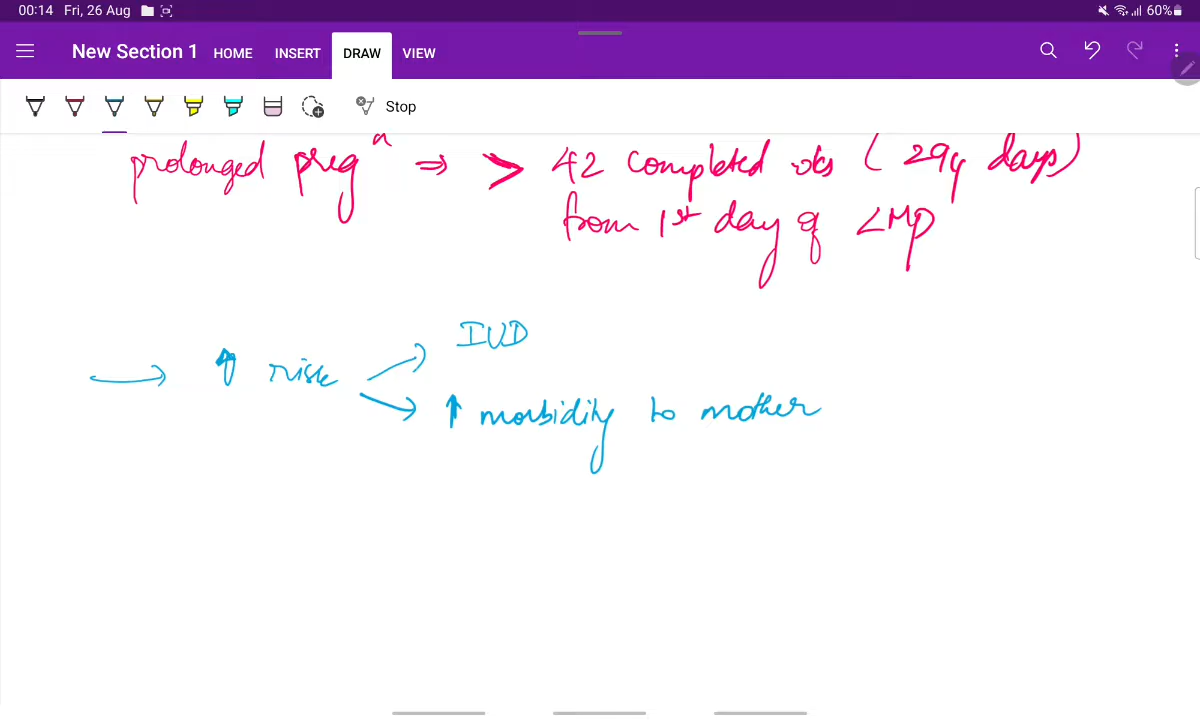 00:14 Fri, 26 Aug 60%
New Section 1 HOME INSERT DRAW VIEW
Stop
prolonged pregⁿ ⇒ > 42 completed wks (294 days)
from 1st day of LMP
→ ↑ risk → IUD
→ ↑ morbidity to mother